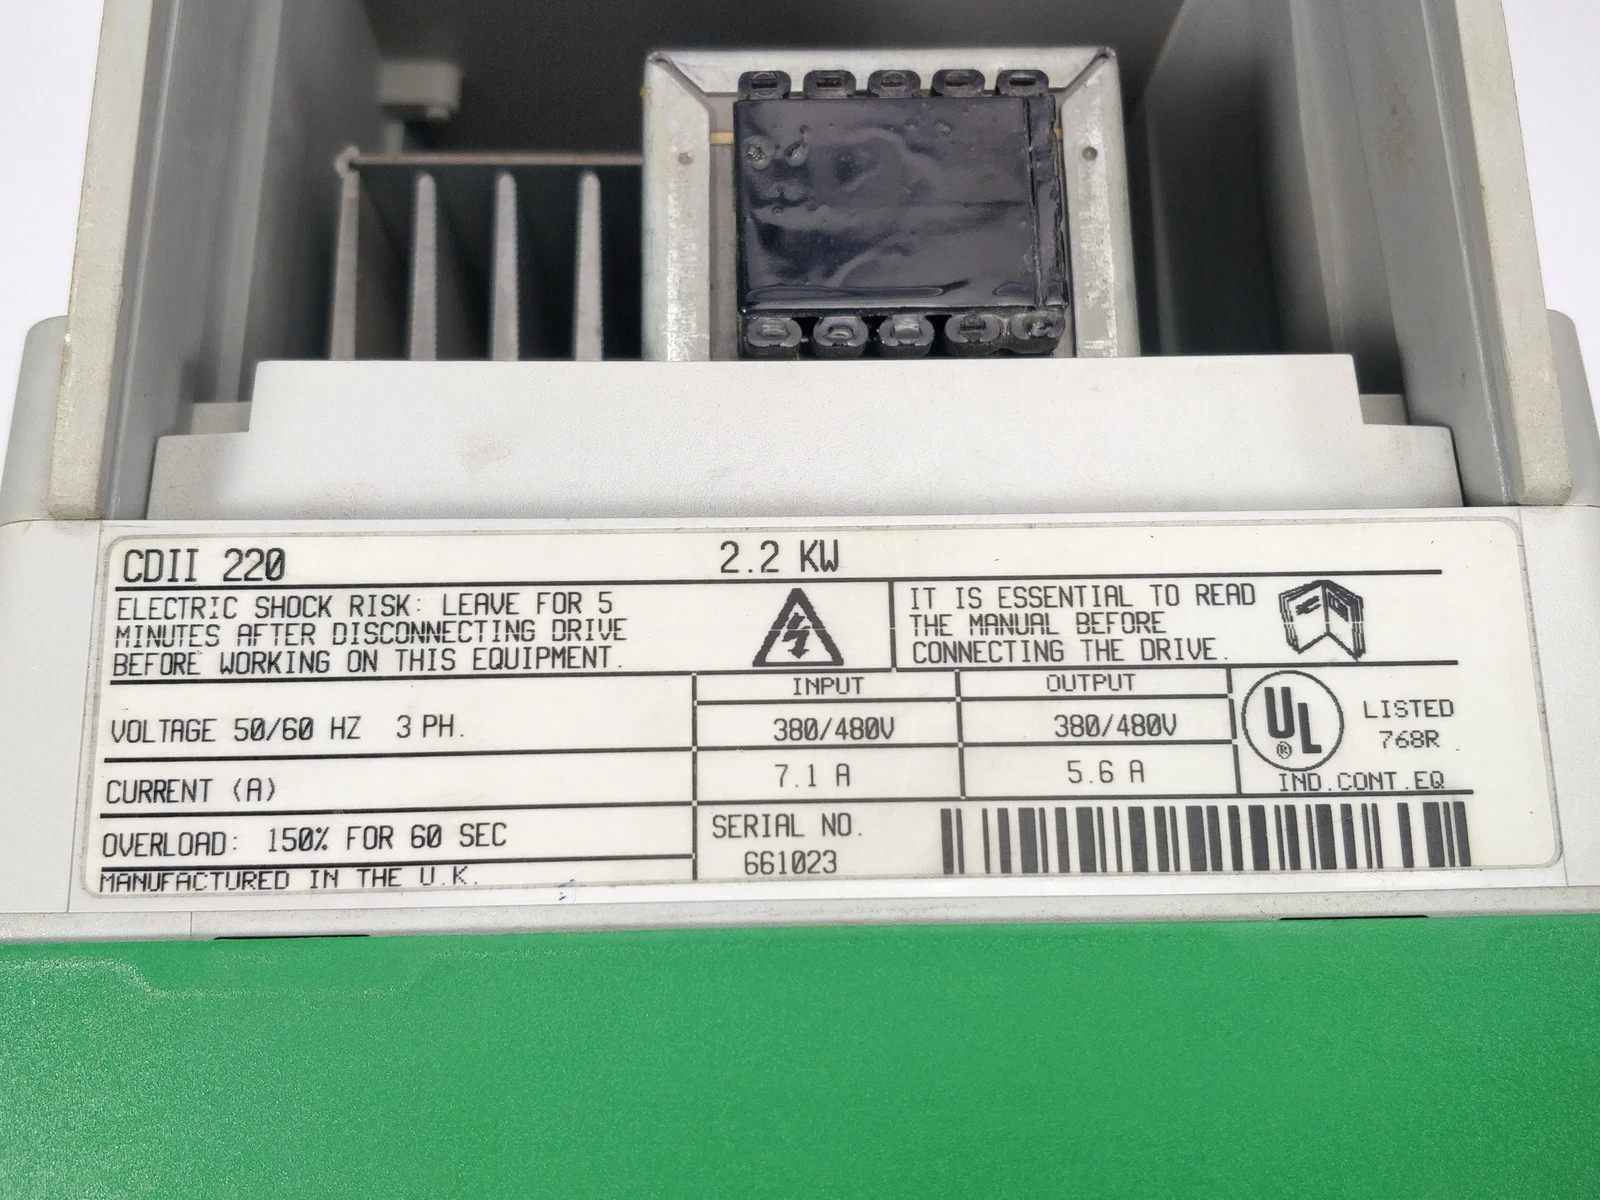 CDII 220 2.2 KW
ELECTRIC SHOCK RISK: LEAVE FOR 5
MINUTES AFTER DISCONNECTING DRIVE
BEFORE WORKING ON THIS EQUIPMENT.
IT IS ESSENTIAL TO READ
THE MANUAL BEFORE
CONNECTING THE DRIVE.
INPUT OUTPUT
VOLTAGE 50/60 HZ 3 PH. 380/480V 380/480V
CURRENT (A) 7.1 A 5.6 A
UL ®
LISTED
768R
IND.CONT.EQ
OVERLOAD: 150% FOR 60 SEC
MANUFACTURED IN THE U.K.
SERIAL NO.
661023